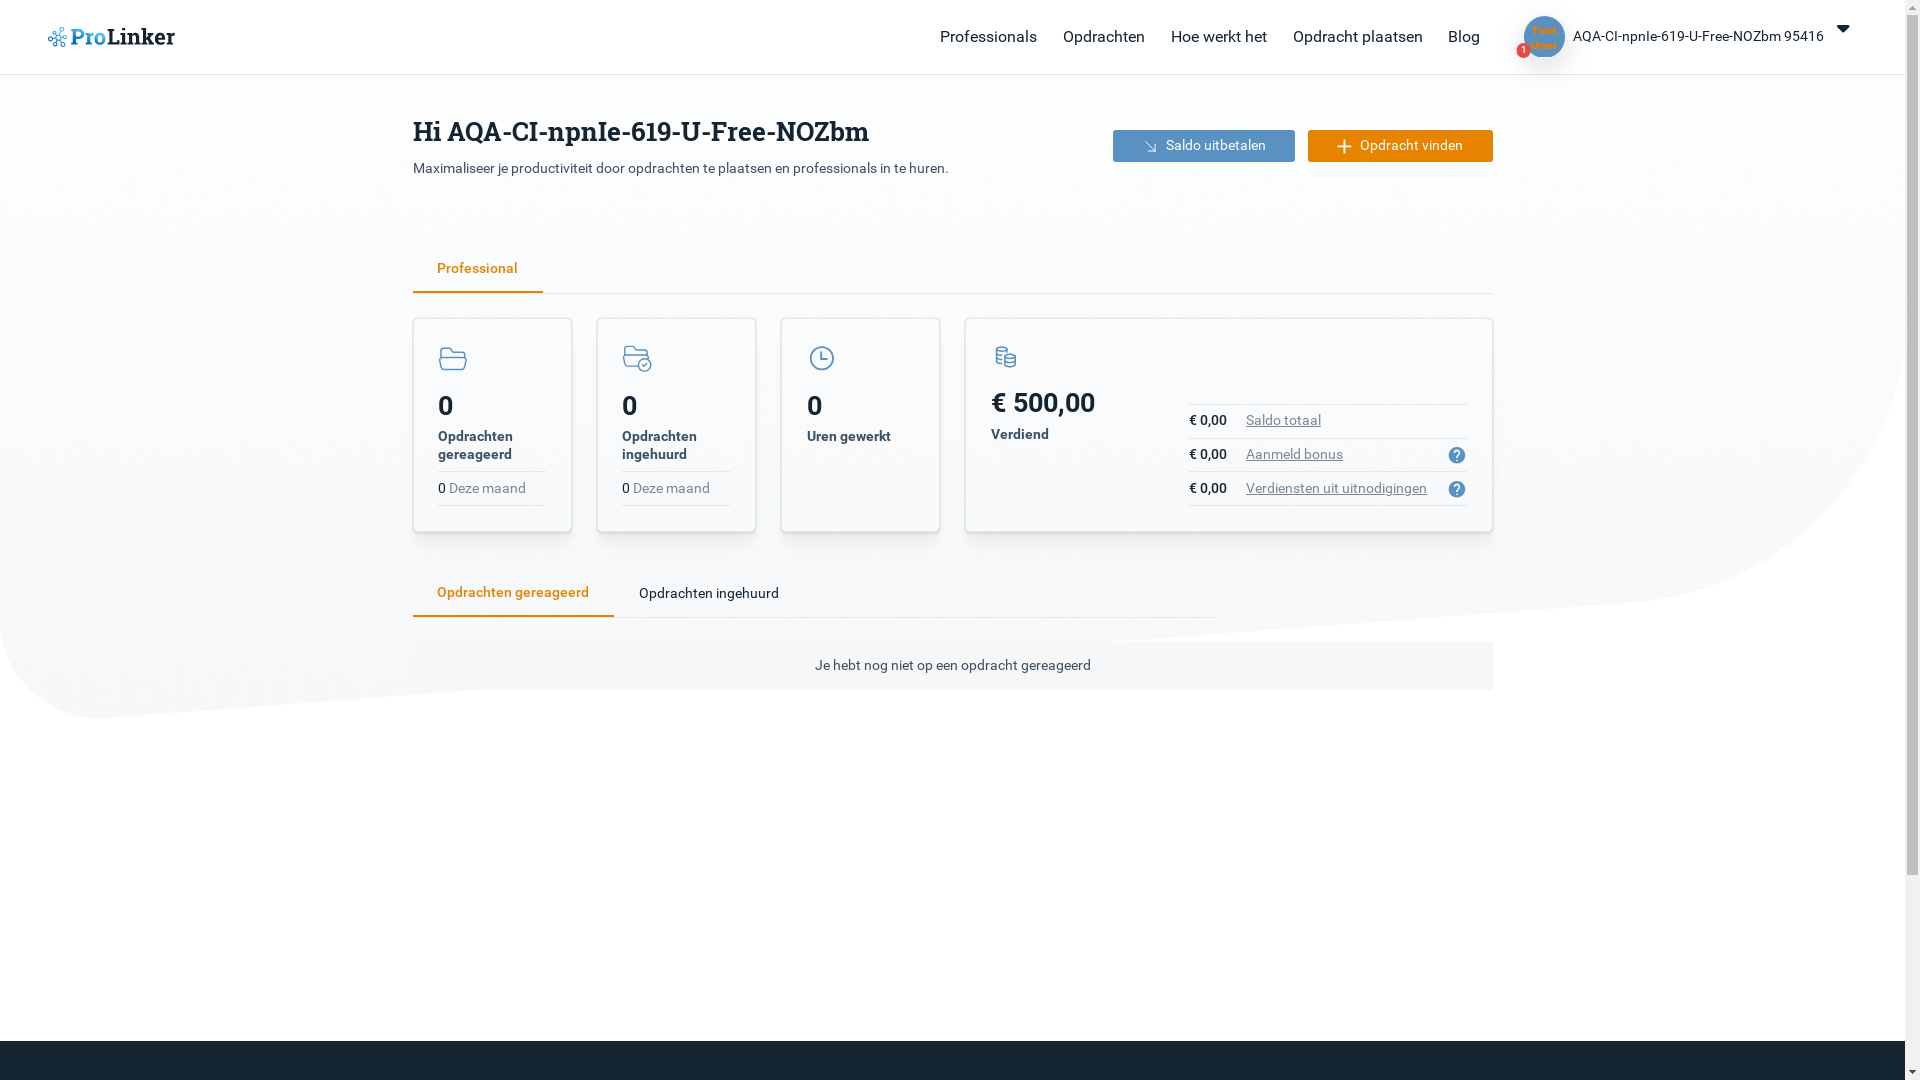 ProLinker
Professionals
Opdrachten
Hoe werkt het
Opdracht plaatsen
Blog
Test
User
1
AQA-CI-npnIe-619-U-Free-NOZbm 95416
Hi AQA-CI-npnIe-619-U-Free-NOZbm
Maximaliseer je productiviteit door opdrachten te plaatsen en professionals in te huren.
Saldo uitbetalen
Opdracht vinden
Professional
0
Opdrachten
gereageerd
0 Deze maand
0
Opdrachten
ingehuurd
0 Deze maand
0
Uren gewerkt
€ 500,00
Verdiend
€ 0,00 Saldo totaal
€ 0,00 Aanmeld bonus
€ 0,00 Verdiensten uit uitnodigingen
Opdrachten gereageerd
Opdrachten ingehuurd
Je hebt nog niet op een opdracht gereageerd